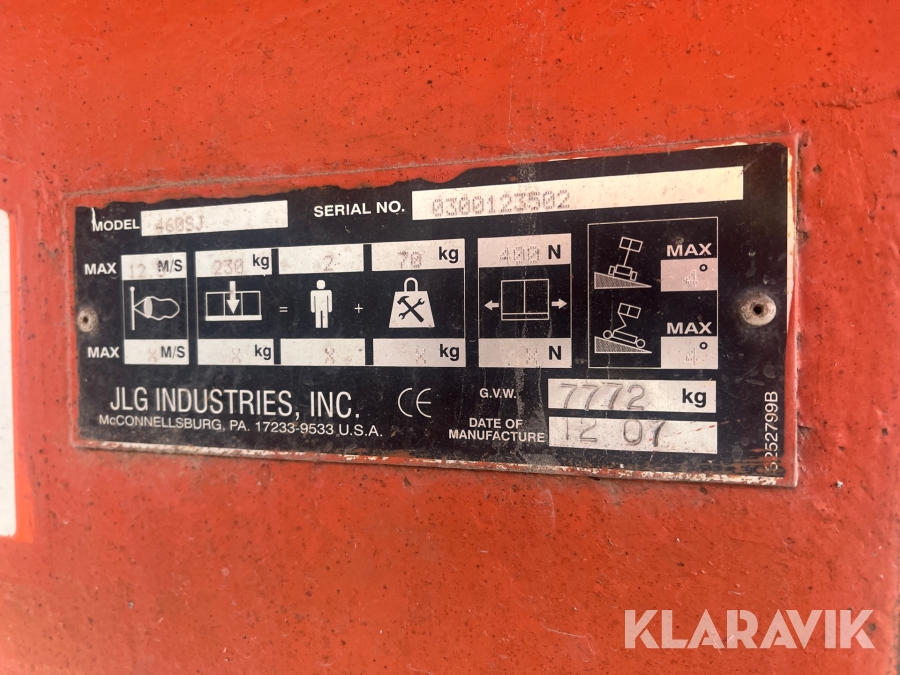 MODEL 460SJ SERIAL NO. 0300123502
MAX 12 M/S 230 kg 2 70 kg 400 N MAX 4°
= +
MAX X M/S X kg X X kg X N MAX 4°
JLG INDUSTRIES, INC. CE G.V.W. 7772 kg
McCONNELLSBURG, PA. 17233-9533 U.S.A. DATE OF MANUFACTURE 12 07
3252799B
KLARAVIK